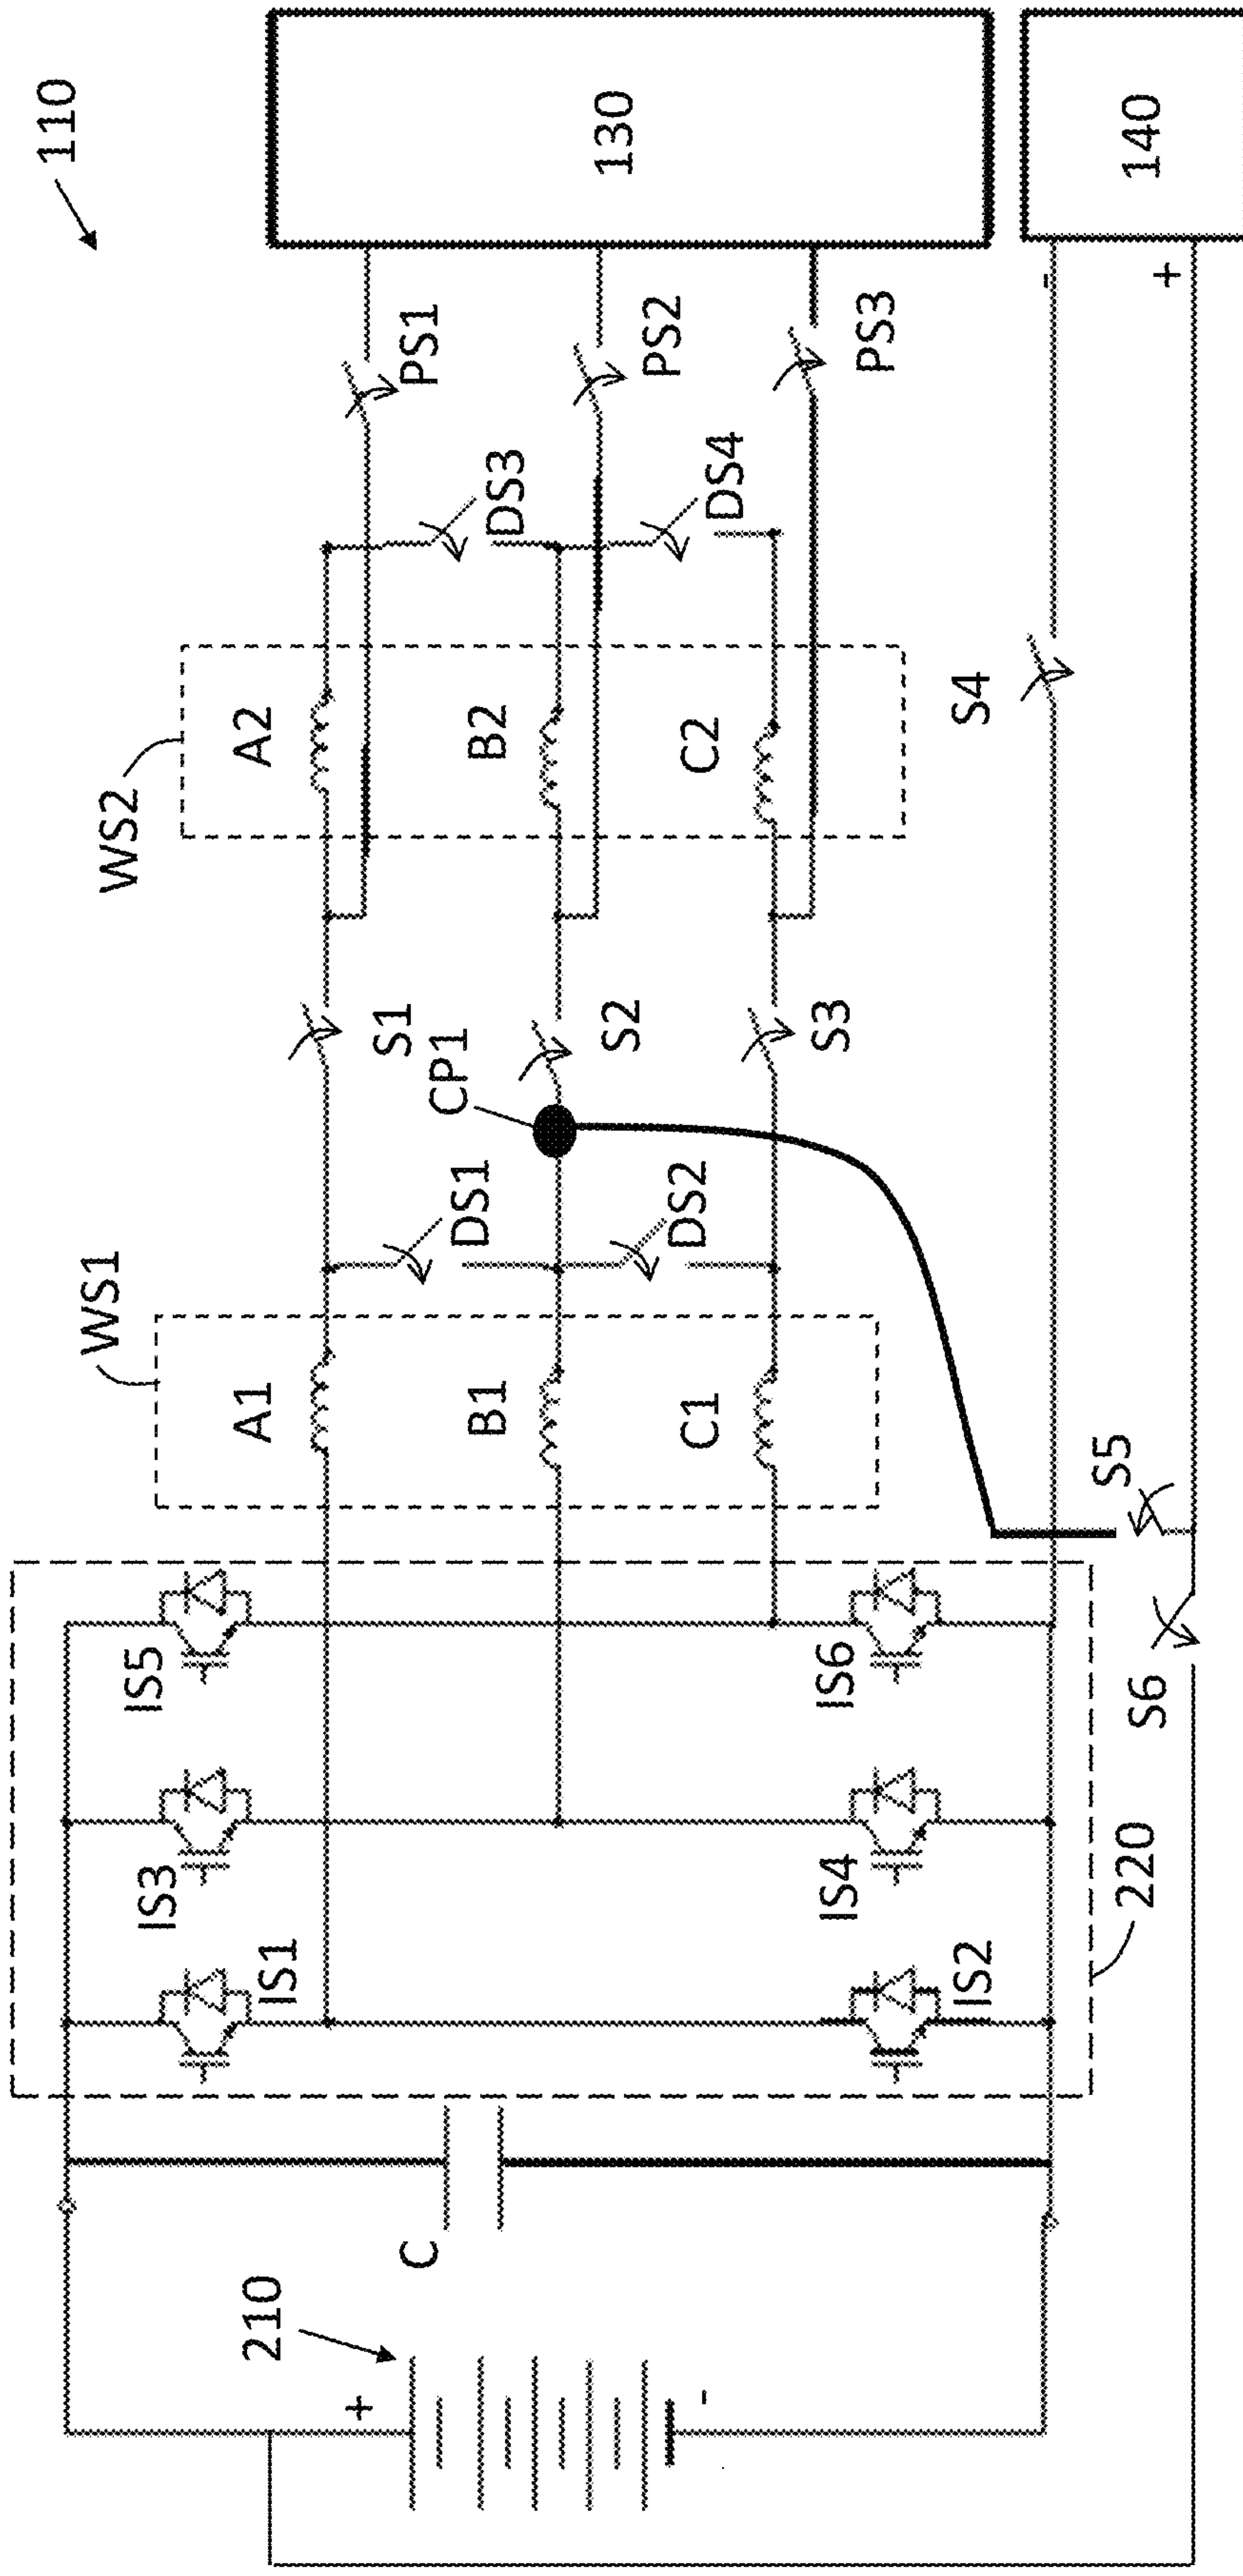 110
130
140
-
+
PS1
PS2
PS3
DS3
DS4
WS2
A2
B2
C2
S4
S1
S2
S3
CP1
DS1
DS2
WS1
A1
B1
C1
S5
S6
IS5
IS6
IS3
IS4
IS1
IS2
220
C
210
+
-